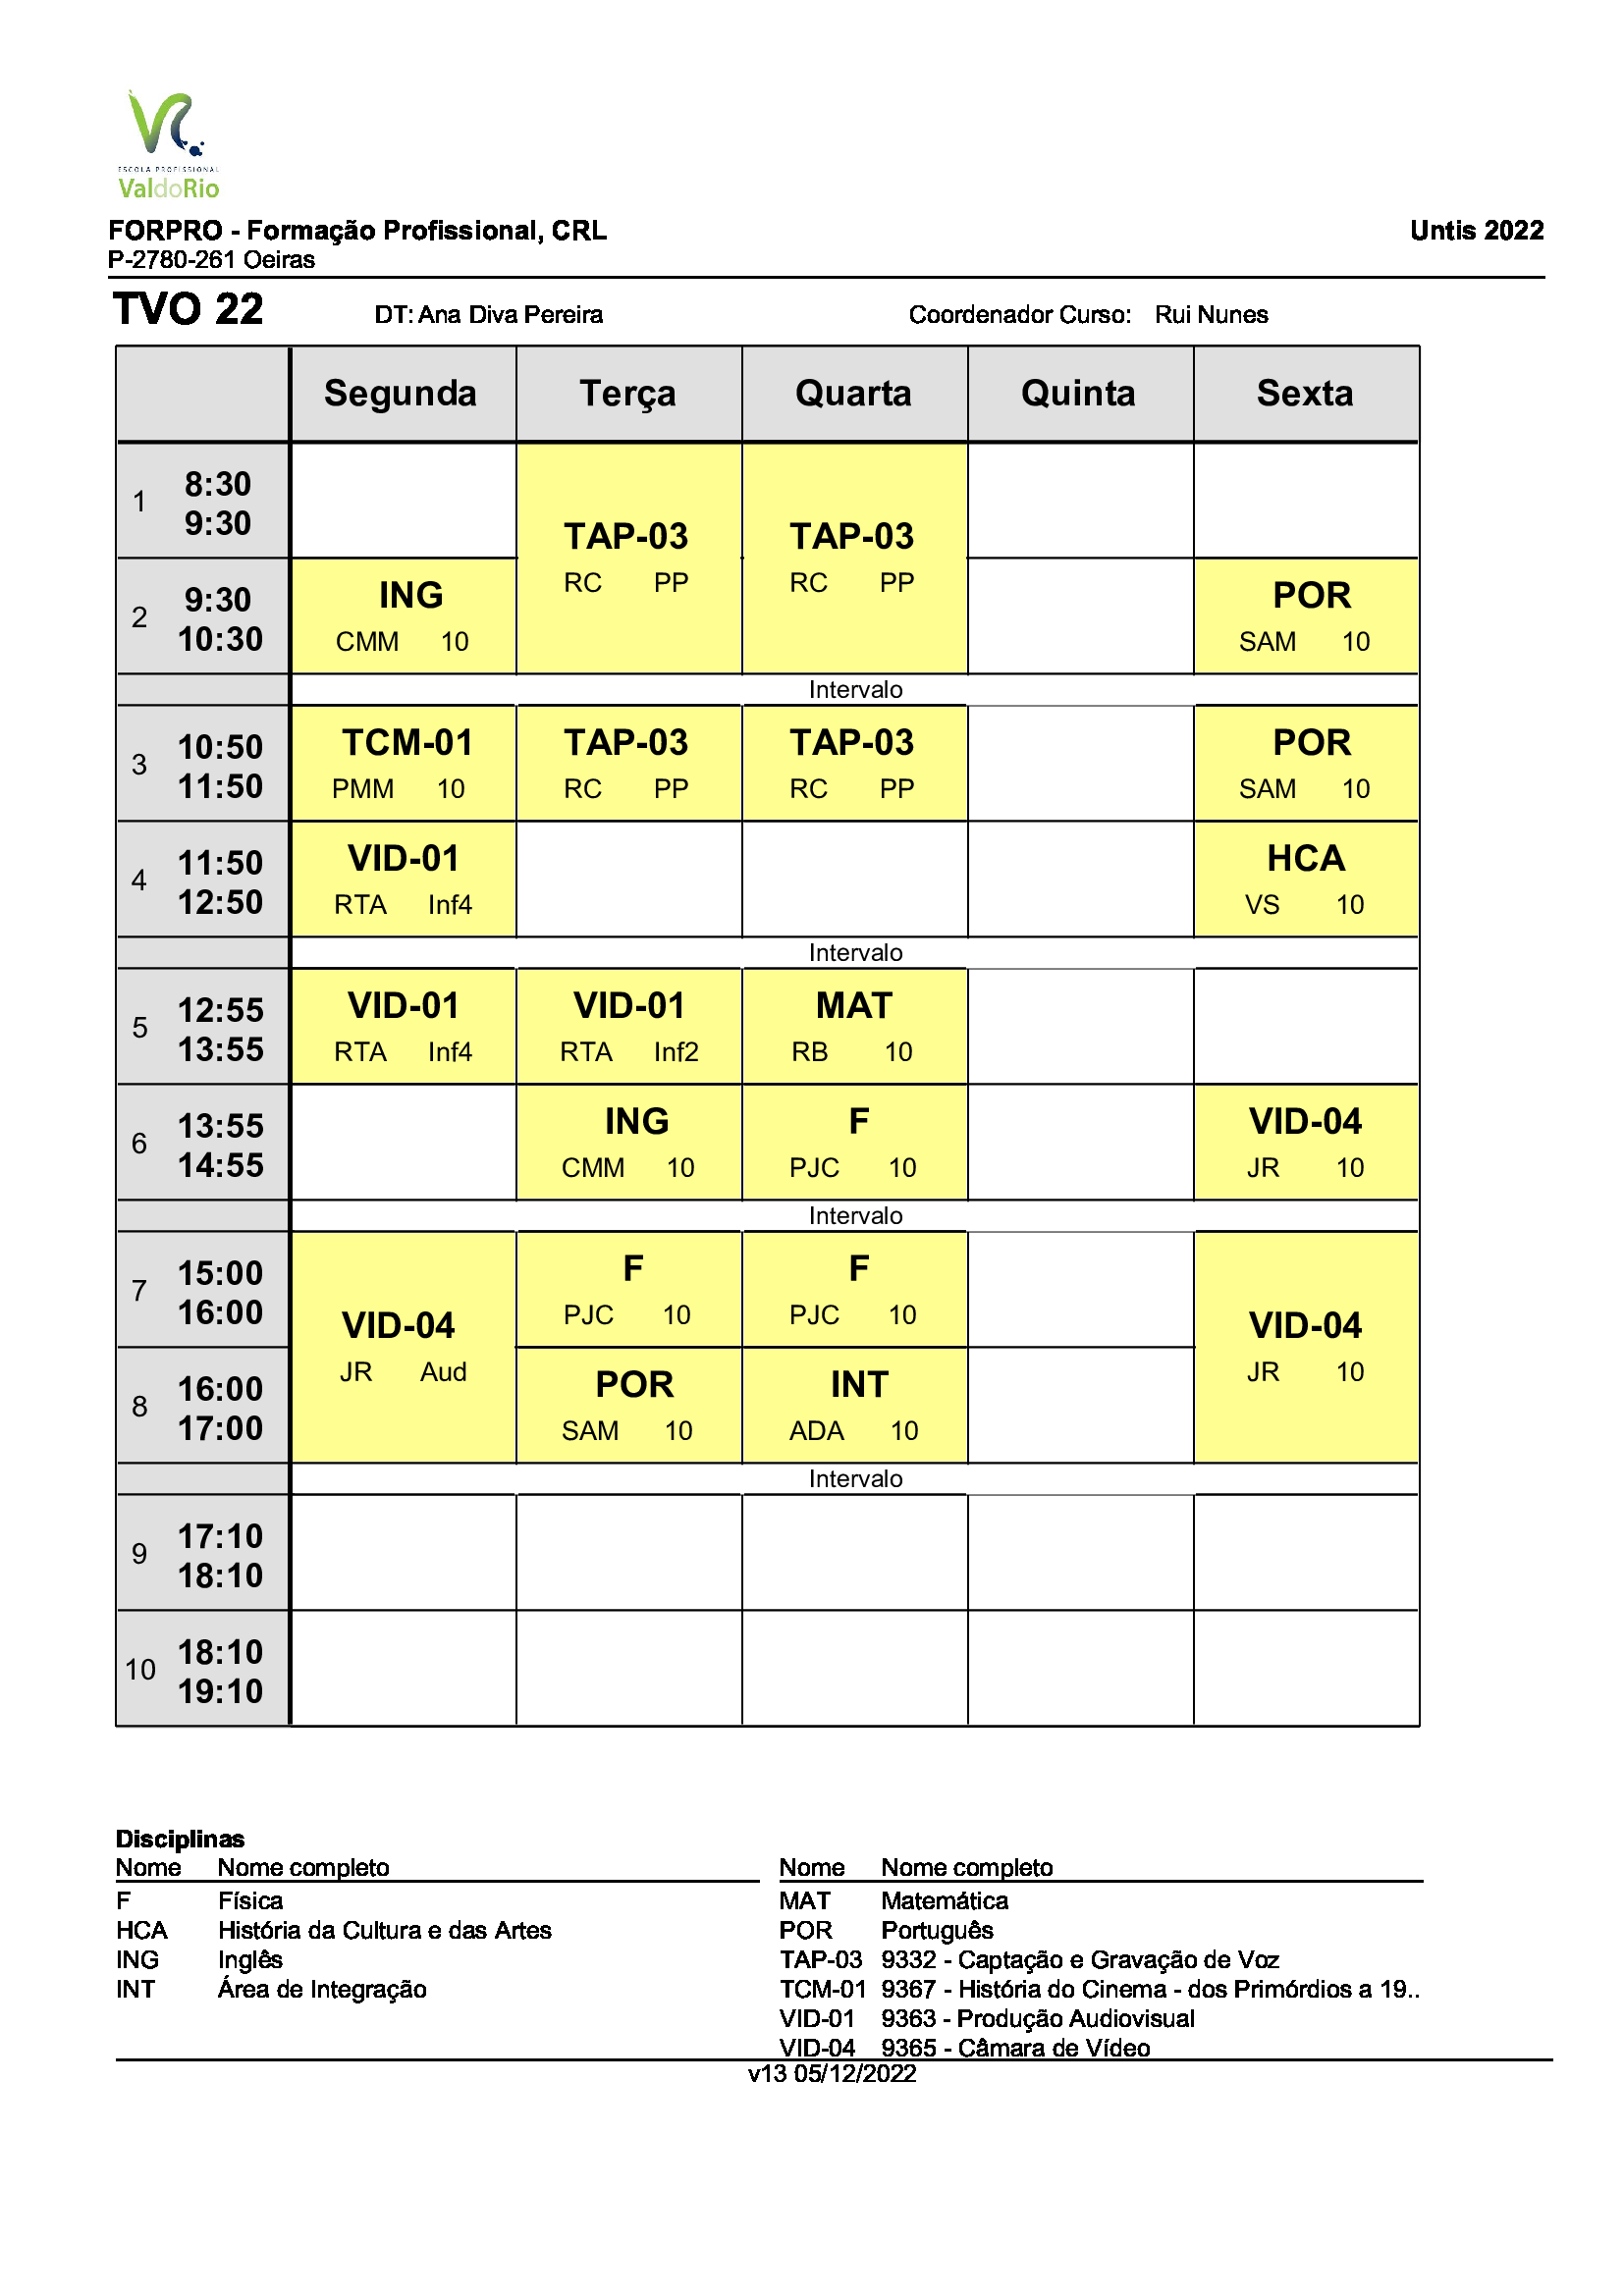 ESCOLA PROFISSIONAL
ValdoRio
FORPRO - Formação Profissional, CRL Untis 2022
P-2780-261 Oeiras
TVO 22 DT: Ana Diva Pereira Coordenador Curso: Rui Nunes
Segunda Terça Quarta Quinta Sexta
1 8:30 9:30
TAP-03 TAP-03
RC PP RC PP
2 9:30 10:30
ING POR
CMM 10 SAM 10
Intervalo
3 10:50 11:50
TCM-01 TAP-03 TAP-03 POR
PMM 10 RC PP RC PP SAM 10
4 11:50 12:50
VID-01 HCA
RTA Inf4 VS 10
Intervalo
5 12:55 13:55
VID-01 VID-01 MAT
RTA Inf4 RTA Inf2 RB 10
6 13:55 14:55
ING F VID-04
CMM 10 PJC 10 JR 10
Intervalo
7 15:00 16:00
F F
PJC 10 PJC 10
VID-04 VID-04
JR Aud JR 10
8 16:00 17:00
POR INT
SAM 10 ADA 10
Intervalo
9 17:10 18:10
10 18:10 19:10
Disciplinas
Nome Nome completo
F Física
HCA História da Cultura e das Artes
ING Inglês
INT Área de Integração
Nome Nome completo
MAT Matemática
POR Português
TAP-03 9332 - Captação e Gravação de Voz
TCM-01 9367 - História do Cinema - dos Primórdios a 19..
VID-01 9363 - Produção Audiovisual
VID-04 9365 - Câmara de Vídeo
v13 05/12/2022